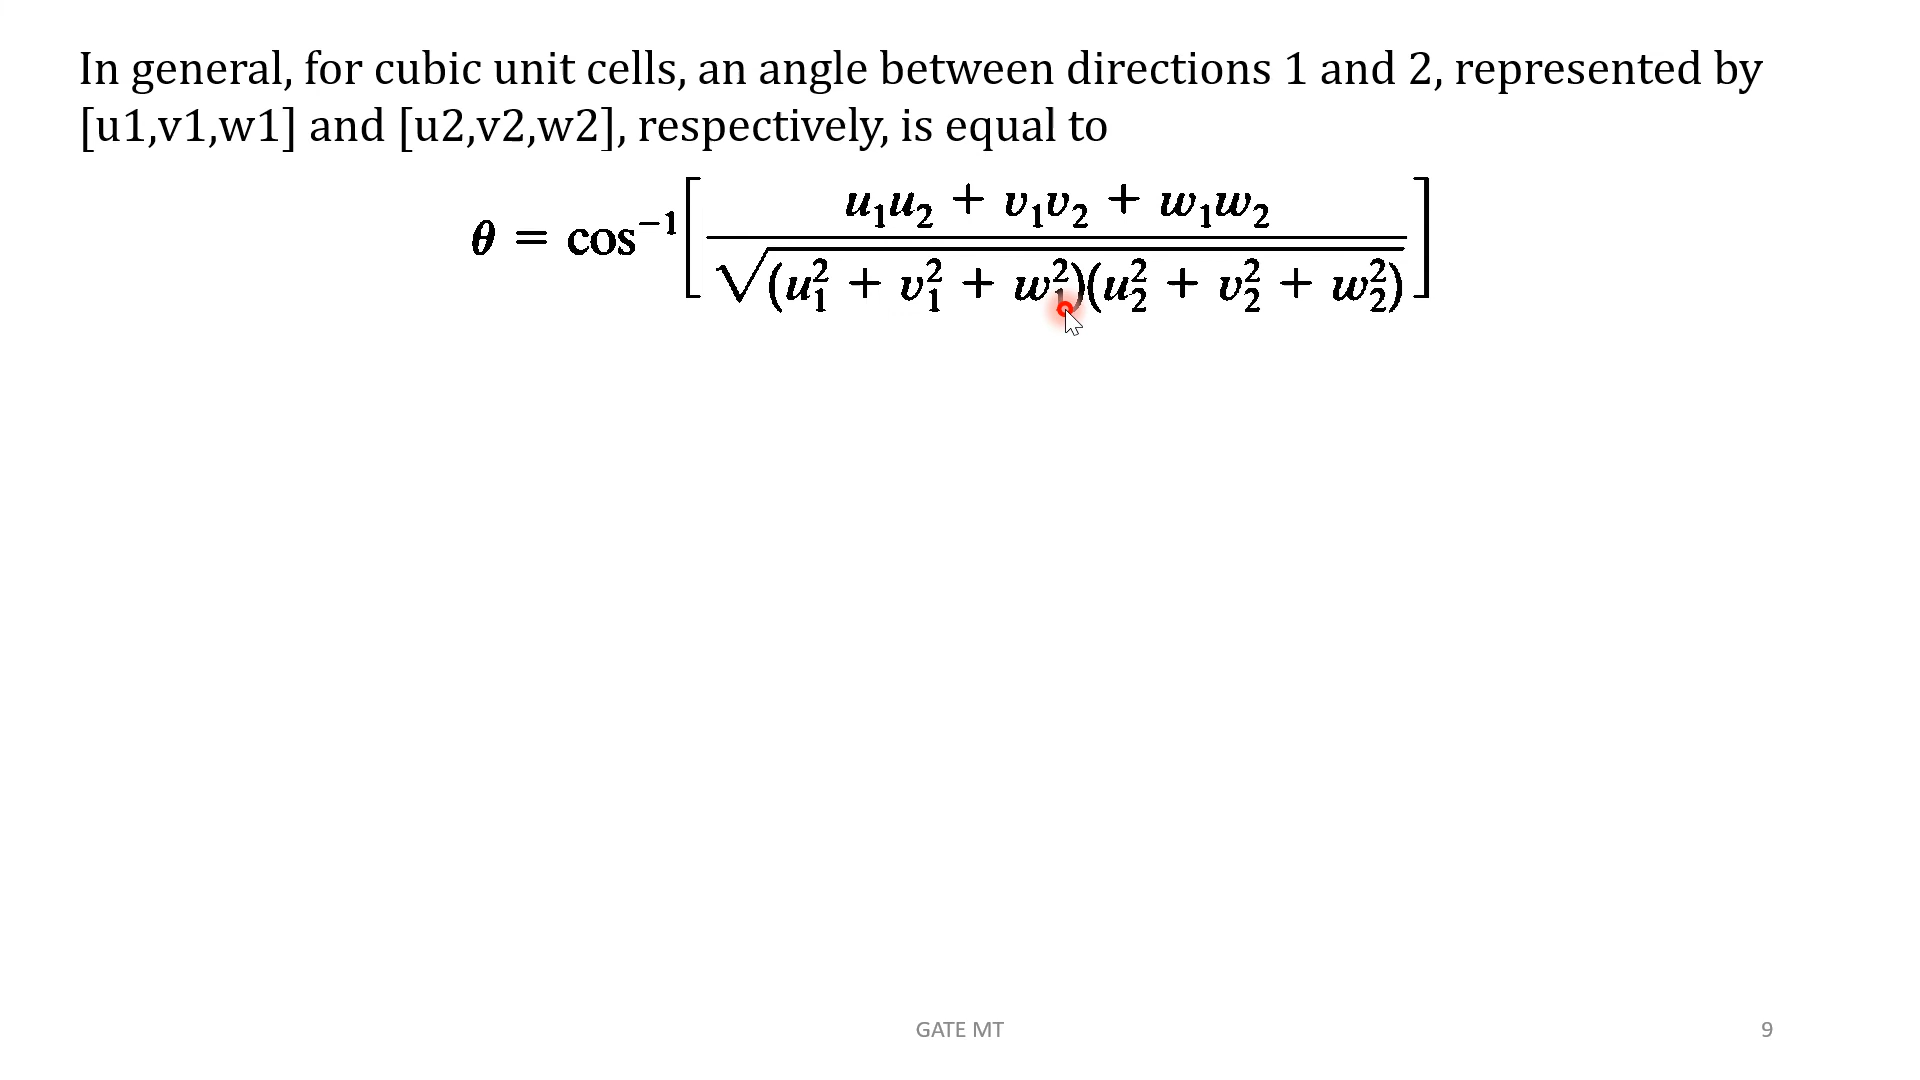 In general, for cubic unit cells, an angle between directions 1 and 2, represented by
[u1,v1,w1] and [u2,v2,w2], respectively, is equal to
θ = cos⁻¹[ (u₁u₂ + v₁v₂ + w₁w₂) / √((u₁² + v₁² + w₁²)(u₂² + v₂² + w₂²)) ]
GATE MT
9